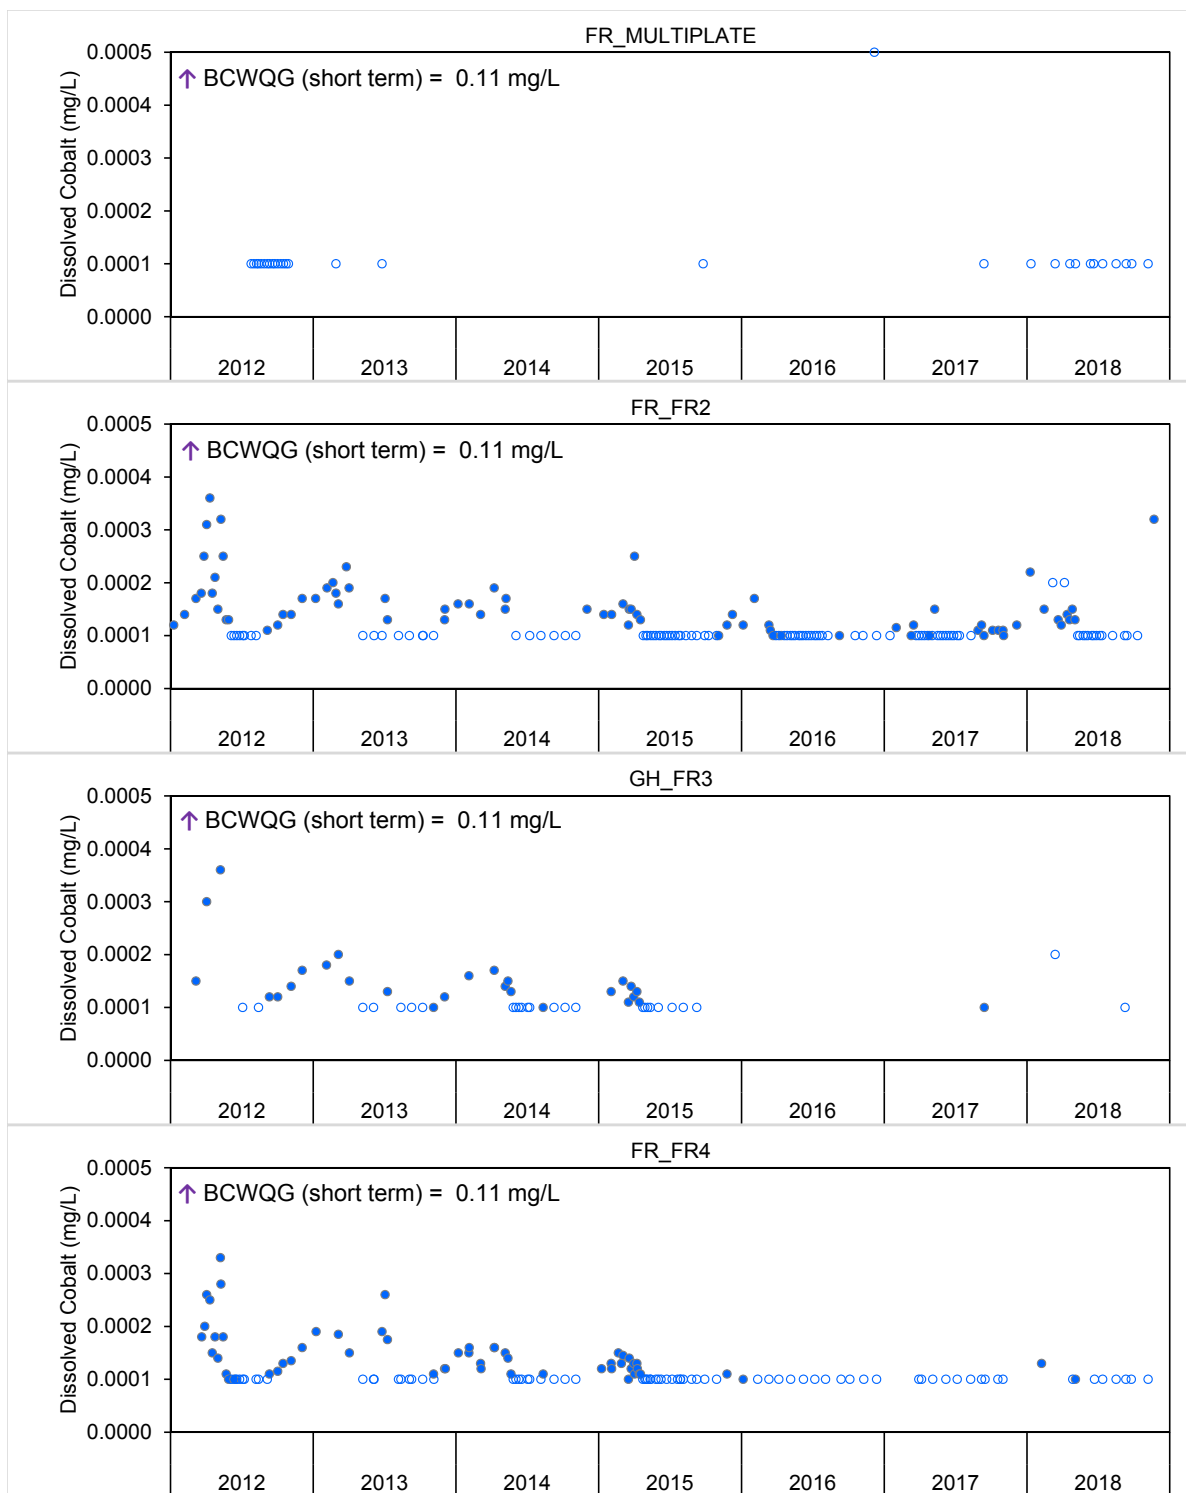 FR_MULTIPLATE
Dissolved Cobalt (mg/L)
0.0005
0.0004
0.0003
0.0002
0.0001
0.0000
↑ BCWQG (short term) = 0.11 mg/L
2012 2013 2014 2015 2016 2017 2018
FR_FR2
Dissolved Cobalt (mg/L)
0.0005
0.0004
0.0003
0.0002
0.0001
0.0000
↑ BCWQG (short term) = 0.11 mg/L
2012 2013 2014 2015 2016 2017 2018
GH_FR3
Dissolved Cobalt (mg/L)
0.0005
0.0004
0.0003
0.0002
0.0001
0.0000
↑ BCWQG (short term) = 0.11 mg/L
2012 2013 2014 2015 2016 2017 2018
FR_FR4
Dissolved Cobalt (mg/L)
0.0005
0.0004
0.0003
0.0002
0.0001
0.0000
↑ BCWQG (short term) = 0.11 mg/L
2012 2013 2014 2015 2016 2017 2018